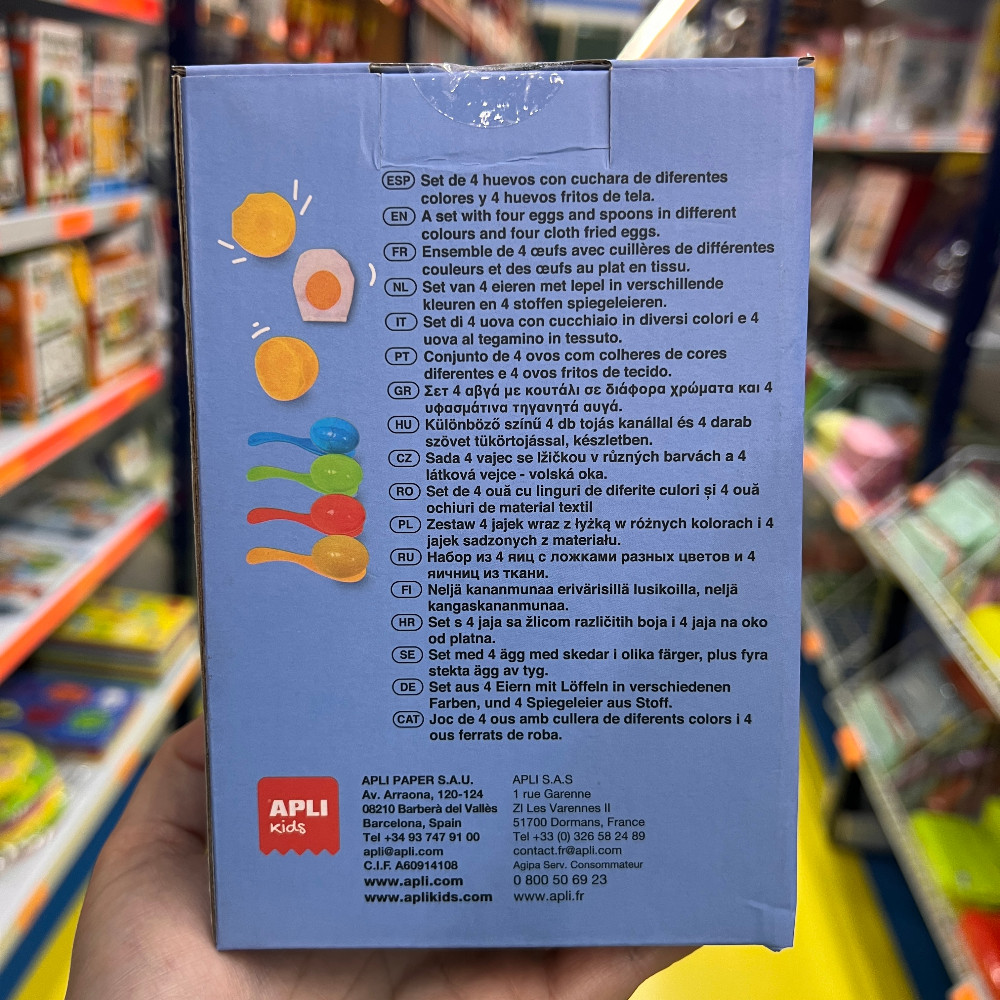 ESP Set de 4 huevos con cuchara de diferentes
colores y 4 huevos fritos de tela.
EN A set with four eggs and spoons in different
colours and four cloth fried eggs.
FR Ensemble de 4 œufs avec cuillères de différentes
couleurs et des œufs au plat en tissu.
NL Set van 4 eieren met lepel in verschillende
kleuren en 4 stoffen spiegeleieren.
IT Set di 4 uova con cucchiaio in diversi colori e 4
uova al tegamino in tessuto.
PT Conjunto de 4 ovos com colheres de cores
diferentes e 4 ovos fritos de tecido.
GR Σετ 4 αβγά με κουτάλι σε διάφορα χρώματα και 4
υφασμάτινα τηγανητά αυγά.
HU Különböző színű 4 db tojás kanállal és 4 darab
szövet tükörtojással, készletben.
CZ Sada 4 vajec se lžičkou v různých barvách a 4
látková vejce - volská oka.
RO Set de 4 ouă cu linguri de diferite culori și 4 ouă
ochiuri de material textil
PL Zestaw 4 jajek wraz z łyżką w różnych kolorach i 4
jajek sadzonych z materiału.
RU Набор из 4 яиц с ложками разных цветов и 4
яичниц из ткани.
FI Neljä kananmunaa erivärisillä lusikoilla, neljä
kangaskananmunaa.
HR Set s 4 jaja sa žlicom različitih boja i 4 jaja na oko
od platna.
SE Set med 4 ägg med skedar i olika färger, plus fyra
stekta ägg av tyg.
DE Set aus 4 Eiern mit Löffeln in verschiedenen
Farben, und 4 Spiegeleier aus Stoff.
CAT Joc de 4 ous amb cullera de diferents colors i 4
ous ferrats de roba.
APLI
Kids
APLI PAPER S.A.U.
Av. Arraona, 120-124
08210 Barberà del Vallès
Barcelona, Spain
Tel +34 93 747 91 00
apli@apli.com
C.I.F. A60914108
www.apli.com
www.aplikids.com
APLI S.A.S
1 rue Garenne
ZI Les Varennes II
51700 Dormans, France
Tel +33 (0) 326 58 24 89
contact.fr@apli.com
Agipa Serv. Consommateur
0 800 50 69 23
www.apli.fr